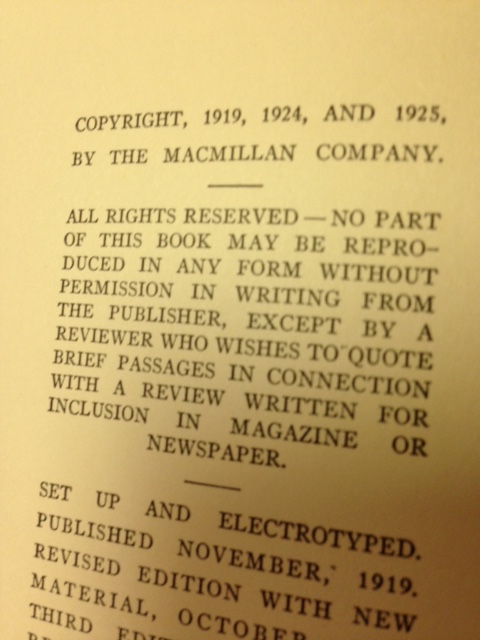 COPYRIGHT, 1919, 1924, AND 1925,
BY THE MACMILLAN COMPANY.
ALL RIGHTS RESERVED — NO PART
OF THIS BOOK MAY BE REPRO-
DUCED IN ANY FORM WITHOUT
PERMISSION IN WRITING FROM
THE PUBLISHER, EXCEPT BY A
REVIEWER WHO WISHES TO QUOTE
BRIEF PASSAGES IN CONNECTION
WITH A REVIEW WRITTEN FOR
INCLUSION IN MAGAZINE OR
NEWSPAPER.
SET UP AND ELECTROTYPED.
PUBLISHED NOVEMBER, 1919.
REVISED EDITION WITH NEW
MATERIAL, OCTOBER
THIRD